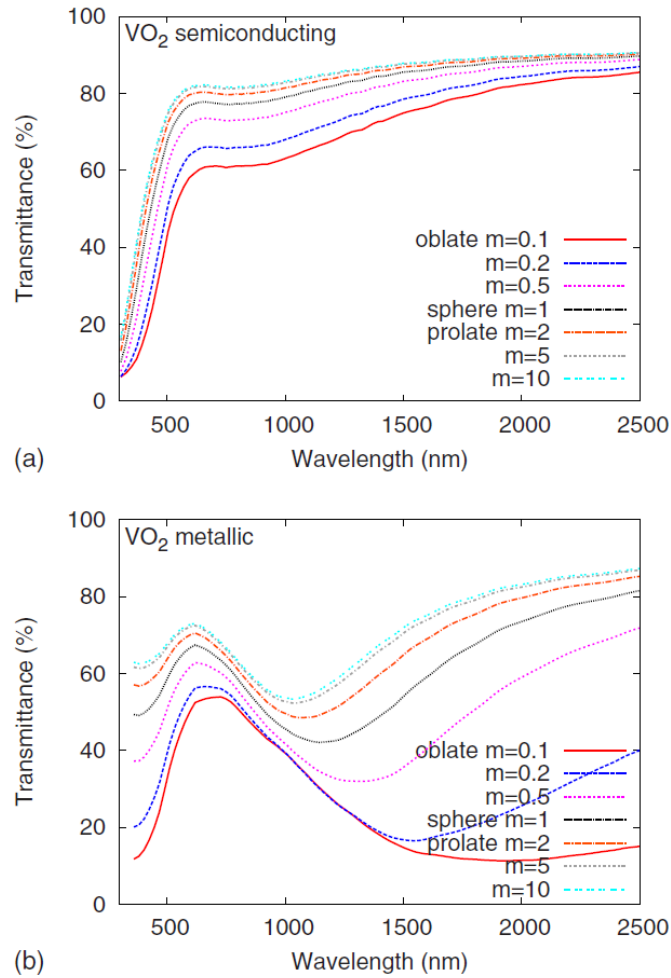 VO₂ semiconducting
100
80
60
40
20
0
Transmittance (%)
oblate m=0.1
m=0.2
m=0.5
sphere m=1
prolate m=2
m=5
m=10
500 1000 1500 2000 2500
(a) Wavelength (nm)
VO₂ metallic
100
80
60
40
20
0
Transmittance (%)
oblate m=0.1
m=0.2
m=0.5
sphere m=1
prolate m=2
m=5
m=10
500 1000 1500 2000 2500
(b) Wavelength (nm)